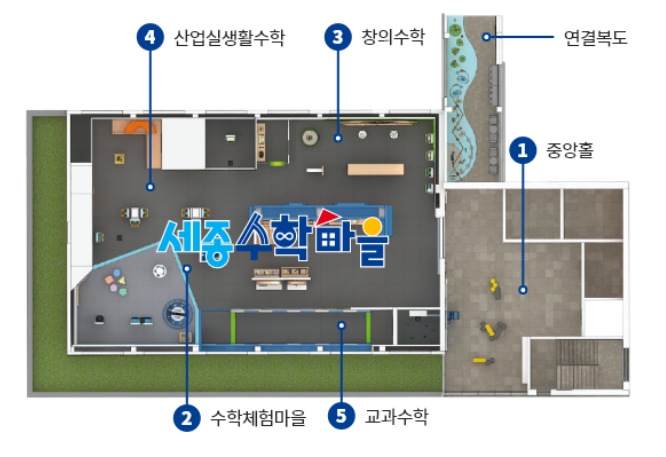 4 산업실생활수학
3 창의수학
연결복도
1 중앙홀
세종수학마을
2 수학체험마을
5 교과수학